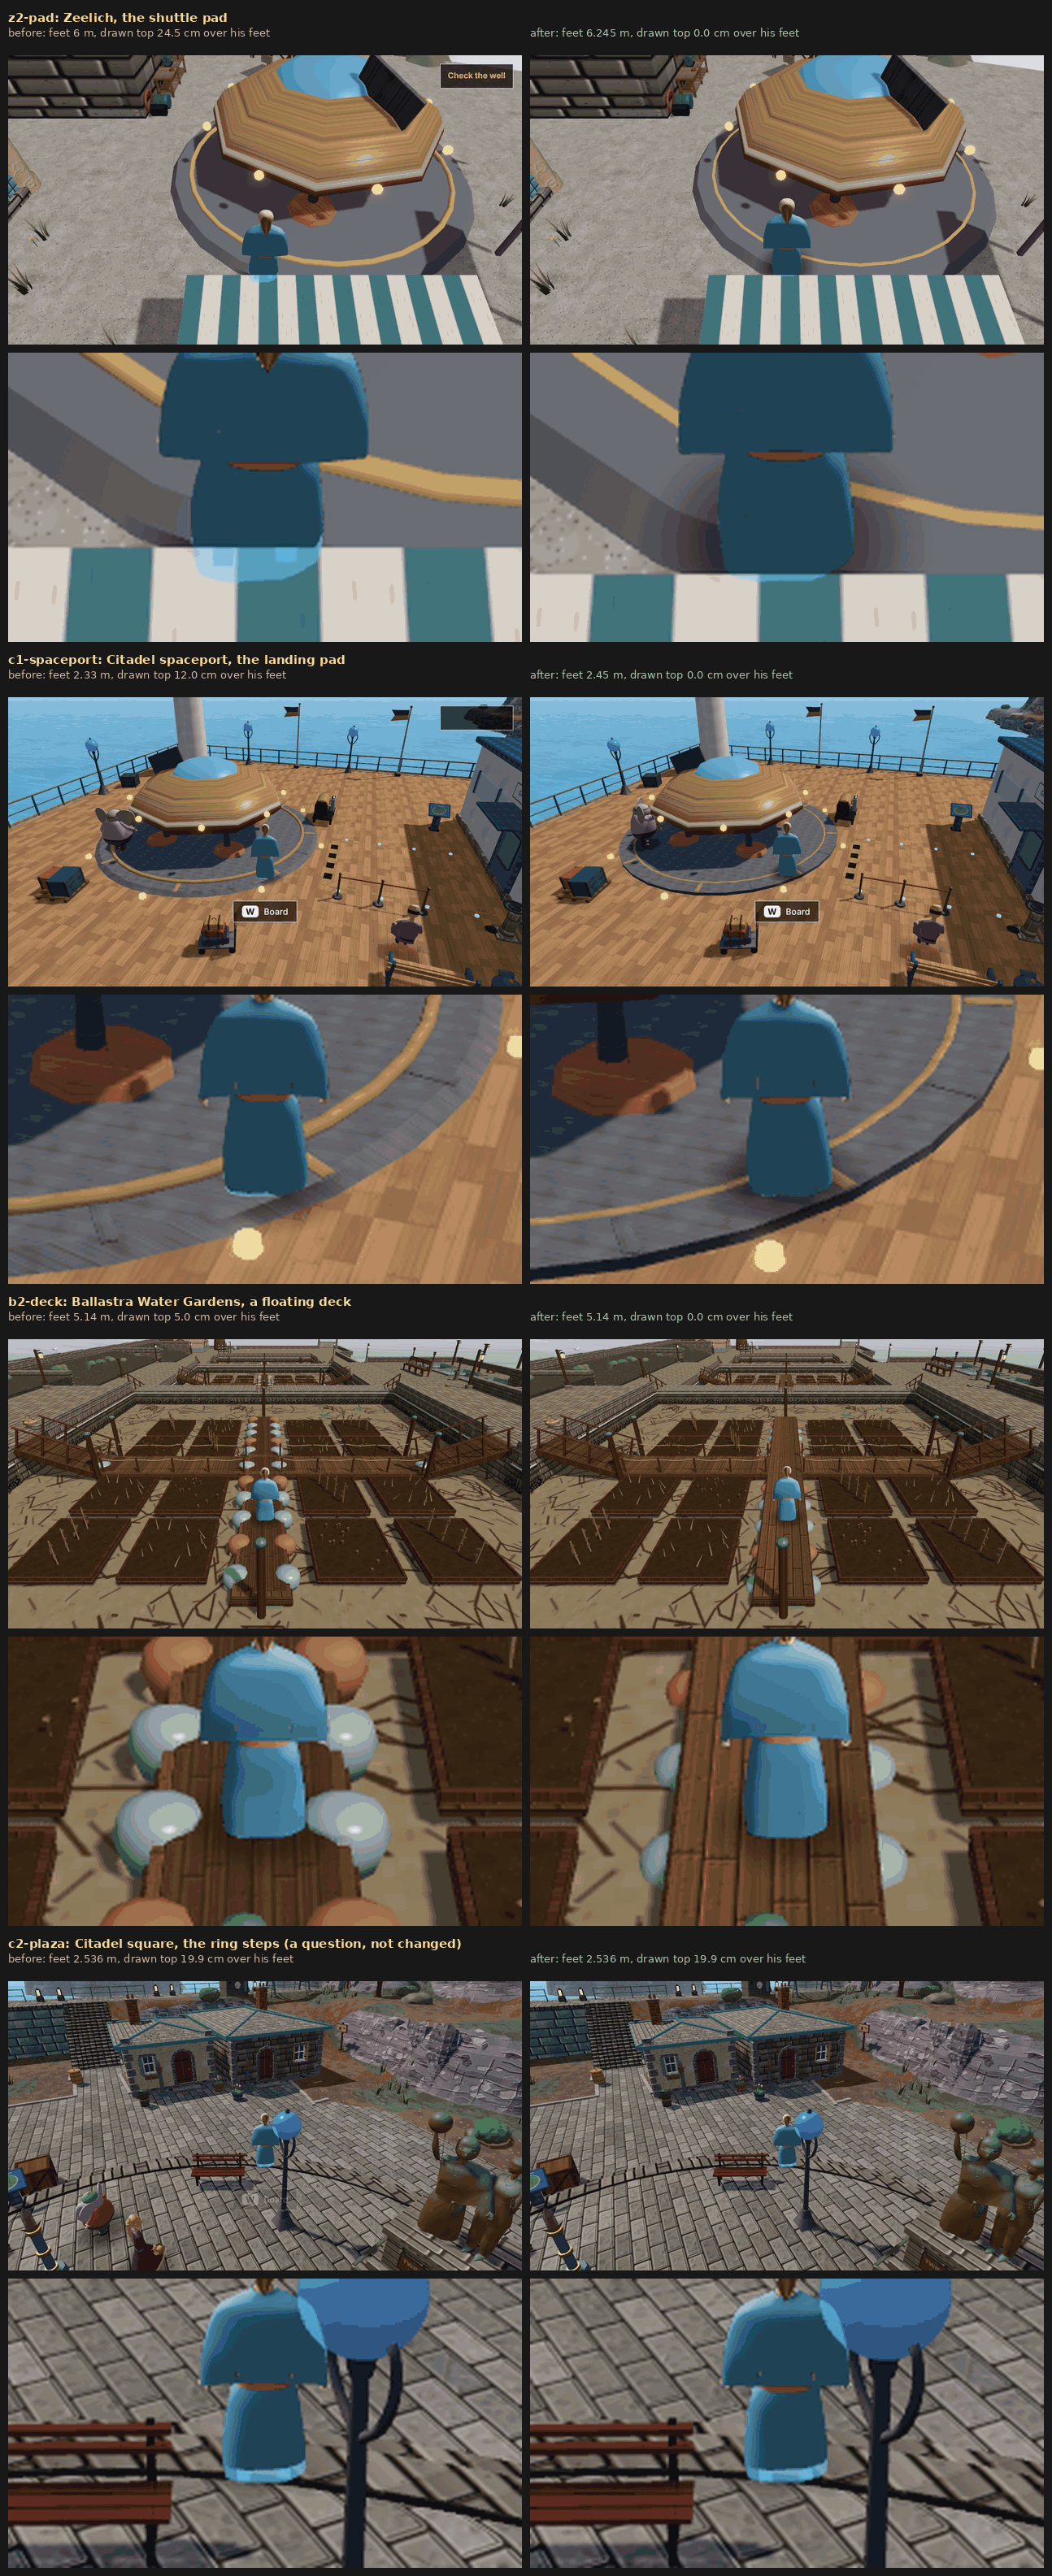 z2-pad: Zeelich, the shuttle pad
before: feet 6 m, drawn top 24.5 cm over his feet
after: feet 6.245 m, drawn top 0.0 cm over his feet
Check the well
c1-spaceport: Citadel spaceport, the landing pad
before: feet 2.33 m, drawn top 12.0 cm over his feet
after: feet 2.45 m, drawn top 0.0 cm over his feet
W Board
W Board
b2-deck: Ballastra Water Gardens, a floating deck
before: feet 5.14 m, drawn top 5.0 cm over his feet
after: feet 5.14 m, drawn top 0.0 cm over his feet
c2-plaza: Citadel square, the ring steps (a question, not changed)
before: feet 2.536 m, drawn top 19.9 cm over his feet
after: feet 2.536 m, drawn top 19.9 cm over his feet